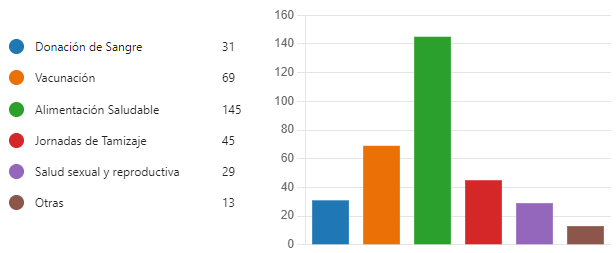 Donación de Sangre 31
Vacunación 69
Alimentación Saludable 145
Jornadas de Tamizaje 45
Salud sexual y reproductiva 29
Otras 13
160
140
120
100
80
60
40
20
0